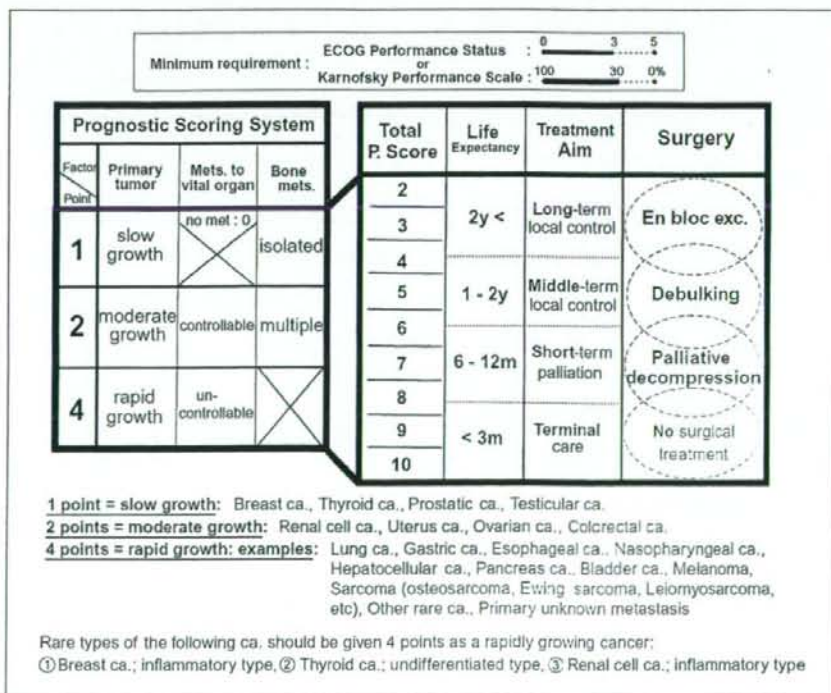 Minimum requirement : ECOG Performance Status : 0 3 5
or
Karnofsky Performance Scale : 100 30 0%
Prognostic Scoring System
Factor
Point
Primary tumor
Mets. to vital organ
Bone mets.
1
slow growth
no met : 0
isolated
2
moderate growth
controllable
multiple
4
rapid growth
un-controllable
Total P. Score
Life Expectancy
Treatment Aim
Surgery
2
3
4
5
6
7
8
9
10
2y <
Long-term local control
En bloc exc.
1 - 2y
Middle-term local control
Debulking
6 - 12m
Short-term palliation
Palliative decompression
< 3m
Terminal care
No surgical treatment
1 point = slow growth: Breast ca., Thyroid ca., Prostatic ca., Testicular ca.
2 points = moderate growth: Renal cell ca., Uterus ca., Ovarian ca., Colorectal ca.
4 points = rapid growth: examples: Lung ca., Gastric ca., Esophageal ca., Nasopharyngeal ca.,
Hepatocellular ca., Pancreas ca., Bladder ca., Melanoma,
Sarcoma (osteosarcoma, Ewing sarcoma, Leiomyosarcoma,
etc), Other rare ca., Primary unknown metastasis
Rare types of the following ca. should be given 4 points as a rapidly growing cancer:
① Breast ca.; inflammatory type, ② Thyroid ca.; undifferentiated type, ③ Renal cell ca.; inflammatory type